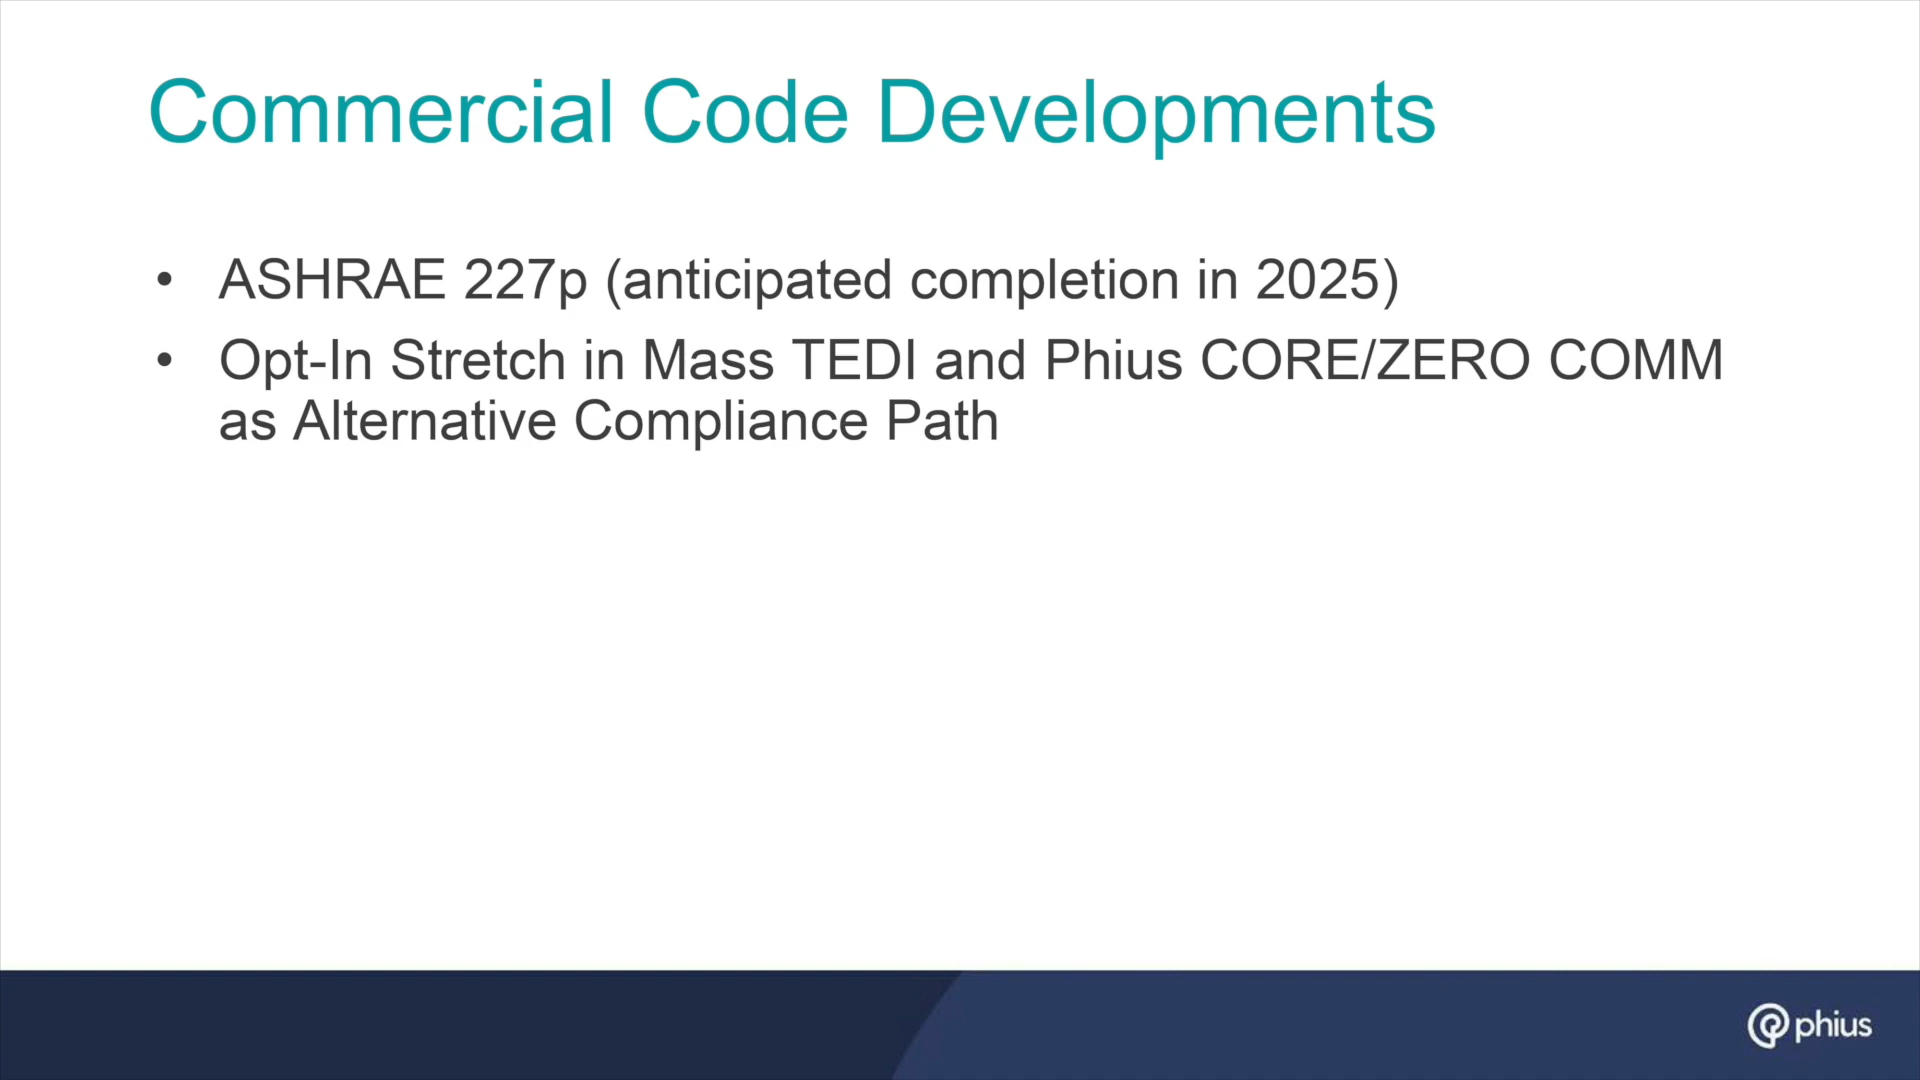 Commercial Code Developments
• ASHRAE 227p (anticipated completion in 2025)
• Opt-In Stretch in Mass TEDI and Phius CORE/ZERO COMM
as Alternative Compliance Path
phius